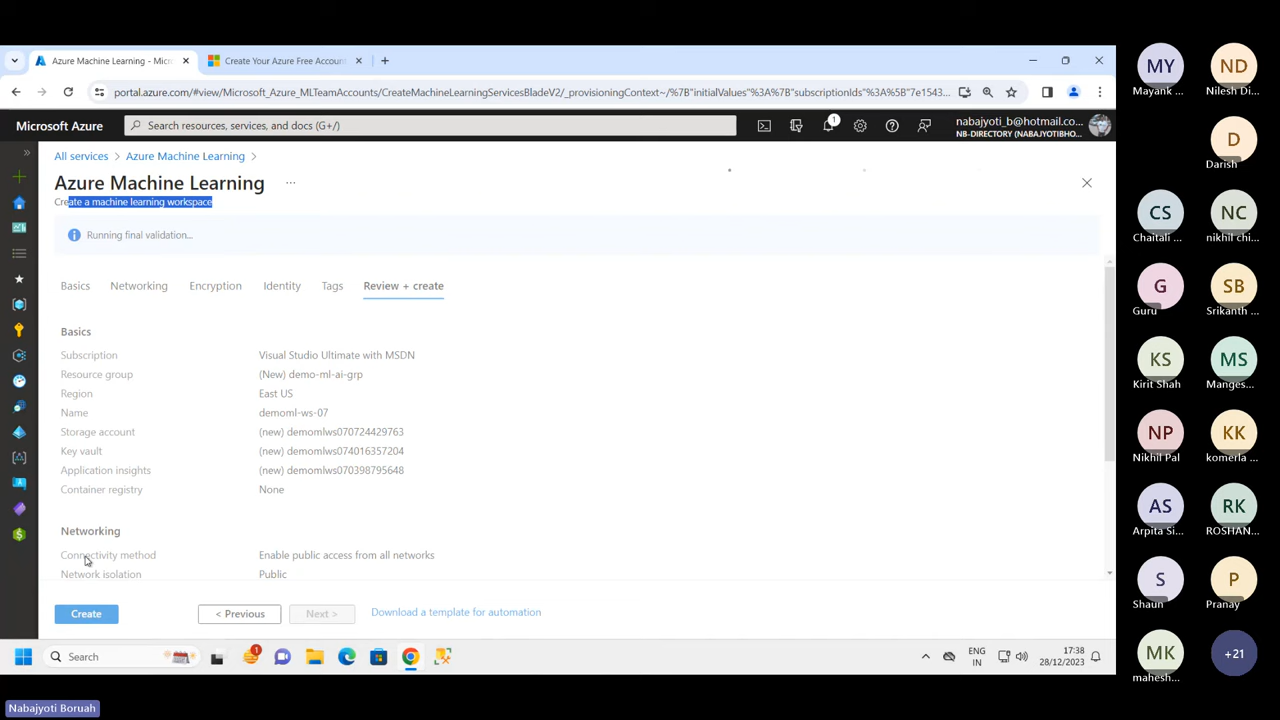 Azure Machine Learning - Micr
Create Your Azure Free Account
portal.azure.com/#view/Microsoft_Azure_MLTeamAccounts/CreateMachineLearningServicesBladeV2/_provisioningContext~/%7B"initialValues"%3A%7B"subscriptionIds"%3A%5B"7e1543...
Microsoft Azure
Search resources, services, and docs (G+/)
1
nabajyoti_b@hotmail.co...
NB-DIRECTORY (NABAJYOTIBHO...
All services > Azure Machine Learning >
Azure Machine Learning ...
Create a machine learning workspace
Running final validation...
Basics Networking Encryption Identity Tags Review + create
Basics
Subscription Visual Studio Ultimate with MSDN
Resource group (New) demo-ml-ai-grp
Region East US
Name demoml-ws-07
Storage account (new) demomlws070724429763
Key vault (new) demomlws074016357204
Application insights (new) demomlws070398795648
Container registry None
Networking
Connectivity method Enable public access from all networks
Network isolation Public
Create < Previous Next > Download a template for automation
Search
1
ENG
IN
17:38
28/12/2023
Nabajyoti Boruah
MY
Mayank ...
ND
Nilesh Di...
D
Darish
CS
Chaitali ...
NC
nikhil chi...
G
Guru
SB
Srikanth ...
KS
Kirit Shah
MS
Manges...
NP
Nikhil Pal
KK
komerla ...
AS
Arpita Si...
RK
ROSHAN...
S
Shaun
P
Pranay
MK
mahesh...
+21